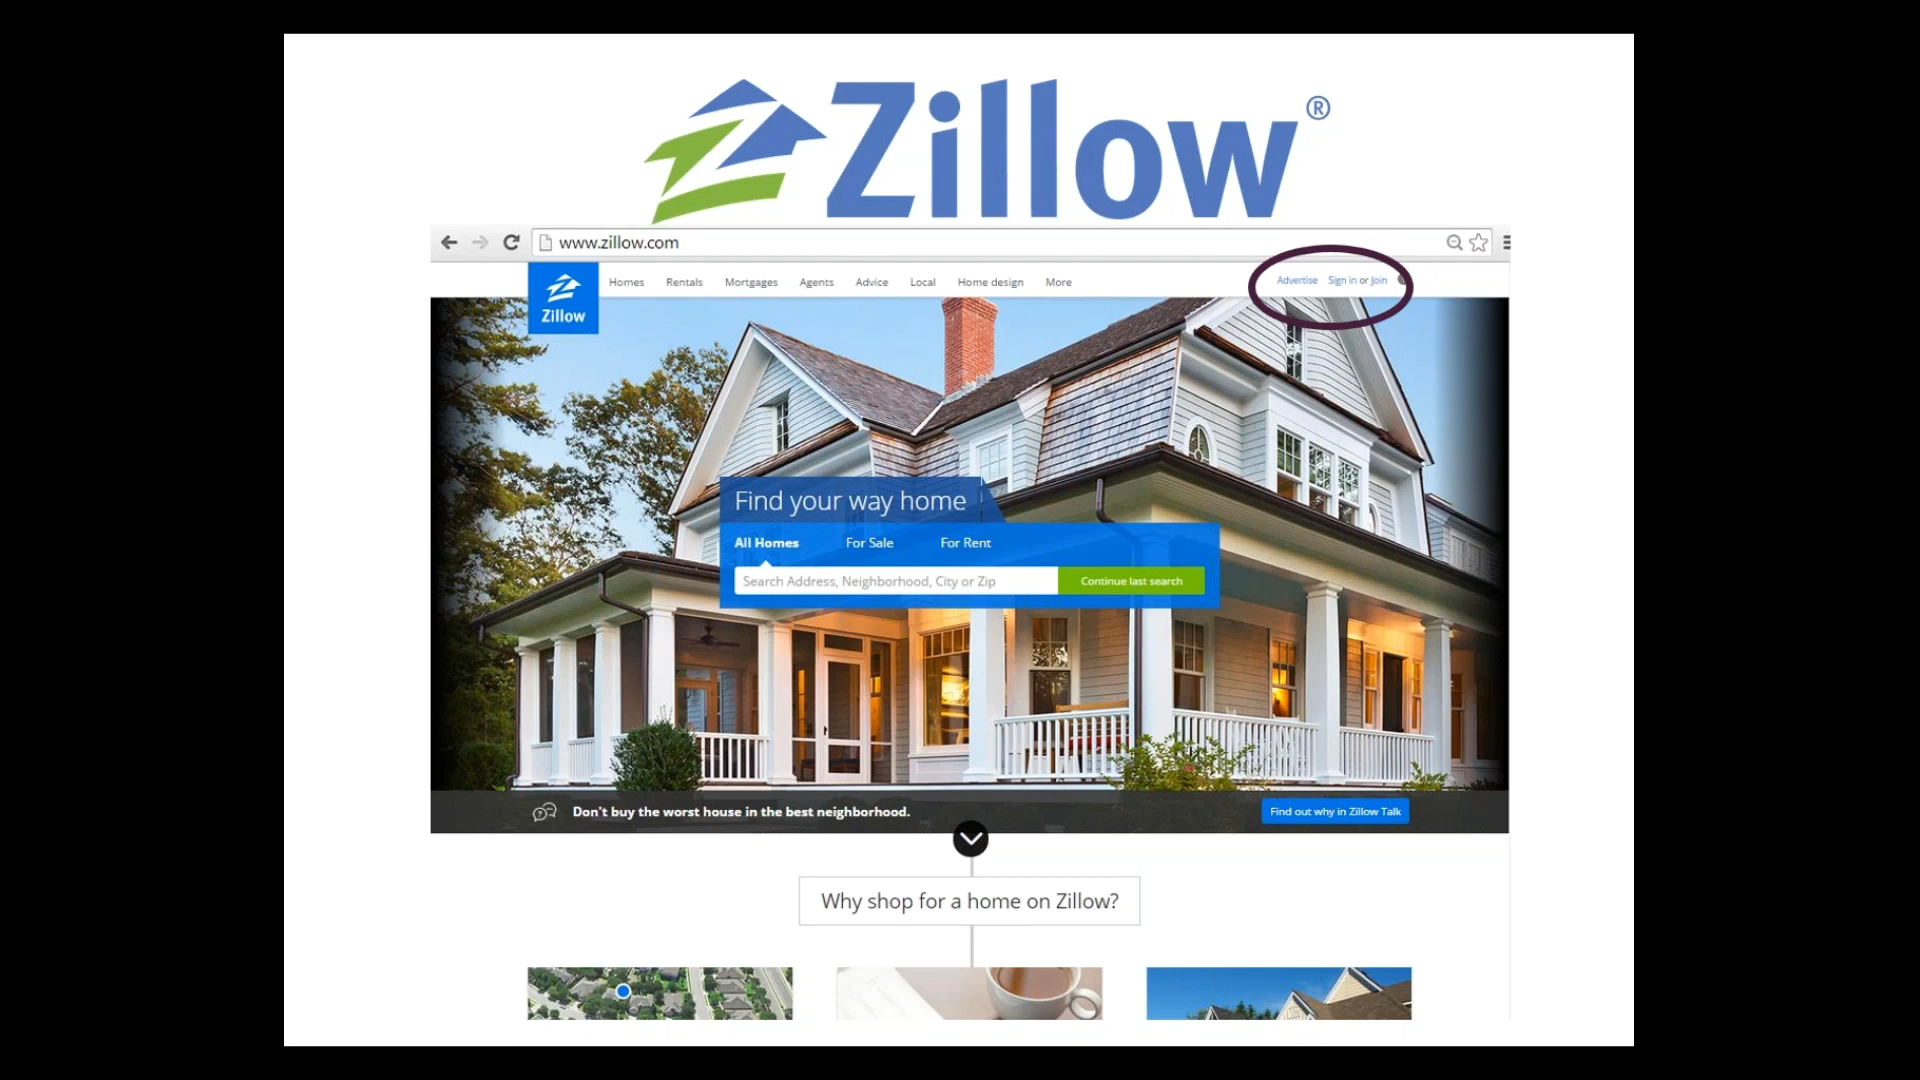 Zillow®
www.zillow.com
Zillow
Homes Rentals Mortgages Agents Advice Local Home design More
Advertise Sign in or Join
Find your way home
All Homes For Sale For Rent
Search Address, Neighborhood, City or Zip
Continue last search
Don't buy the worst house in the best neighborhood.
Find out why in Zillow Talk
Why shop for a home on Zillow?